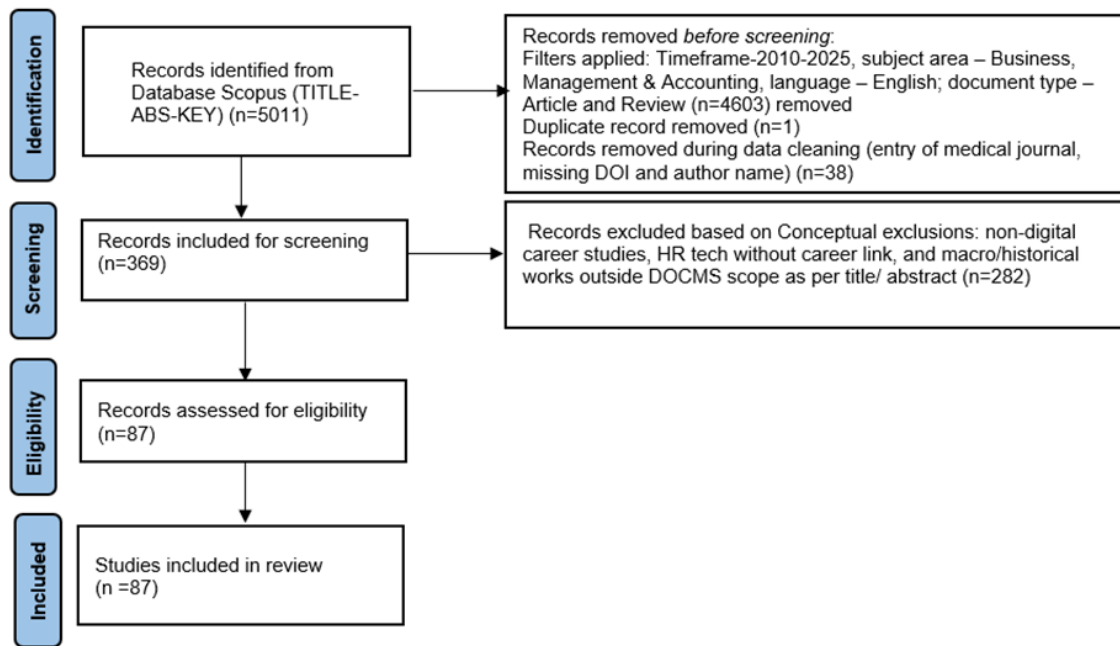 Identification
Records identified from
Database Scopus (TITLE-
ABS-KEY) (n=5011)
Records removed before screening:
Filters applied: Timeframe-2010-2025, subject area – Business,
Management & Accounting, language – English; document type –
Article and Review (n=4603) removed
Duplicate record removed (n=1)
Records removed during data cleaning (entry of medical journal,
missing DOI and author name) (n=38)
Screening
Records included for screening
(n=369)
Records excluded based on Conceptual exclusions: non-digital
career studies, HR tech without career link, and macro/historical
works outside DOCMS scope as per title/ abstract (n=282)
Eligibility
Records assessed for eligibility
(n=87)
Included
Studies included in review
(n =87)